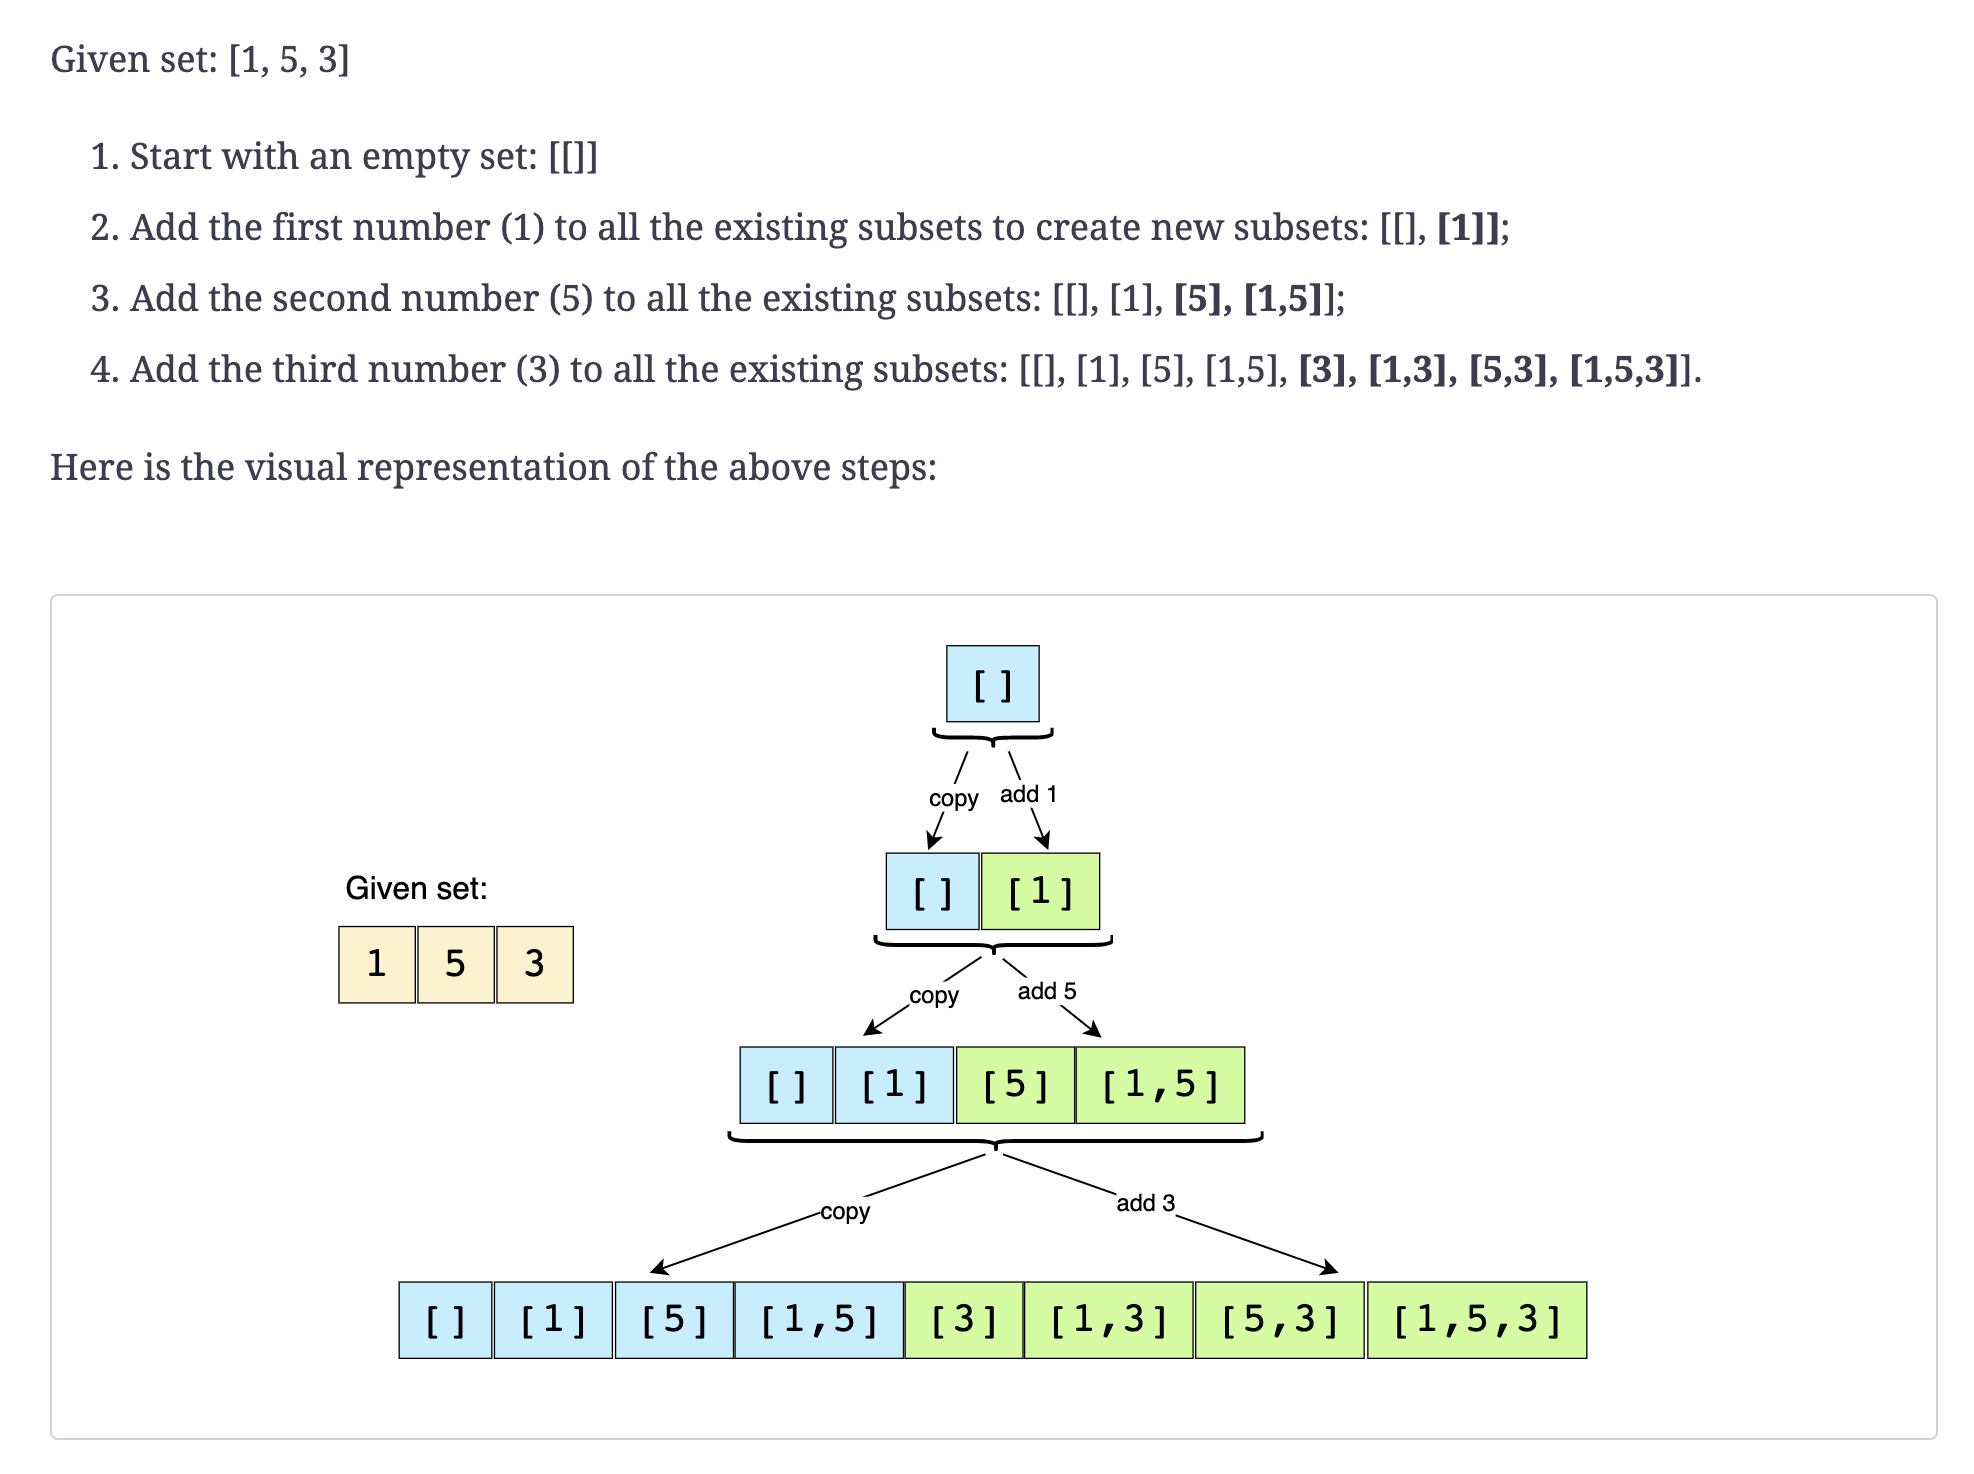 Given set: [1, 5, 3]
1. Start with an empty set: [[]]
2. Add the first number (1) to all the existing subsets to create new subsets: [[], [1]];
3. Add the second number (5) to all the existing subsets: [[], [1], [5], [1,5]];
4. Add the third number (3) to all the existing subsets: [[], [1], [5], [1,5], [3], [1,3], [5,3], [1,5,3]].
Here is the visual representation of the above steps:
[]
copy add 1
[] [1]
Given set:
1 5 3
copy add 5
[] [1] [5] [1,5]
copy add 3
[] [1] [5] [1,5] [3] [1,3] [5,3] [1,5,3]